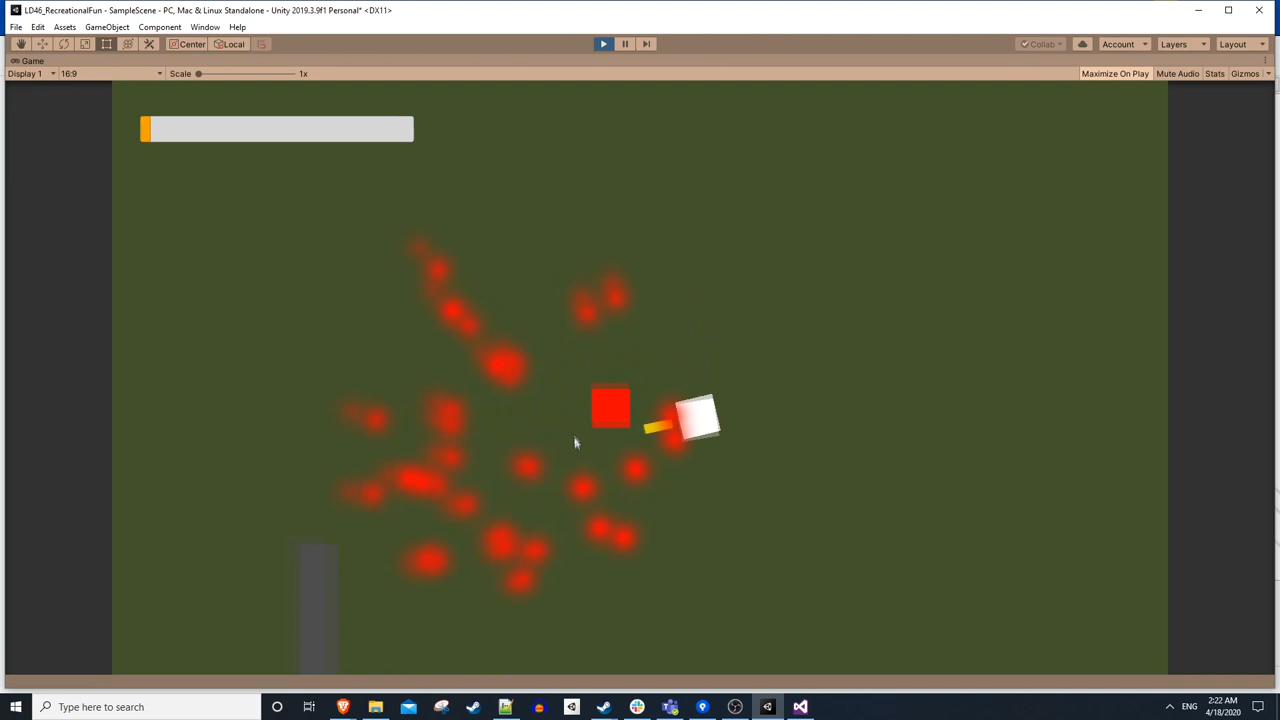 LD46_RecreationalFun - SampleScene - PC, Mac & Linux Standalone - Unity 2019.3.9f1 Personal* <DX11>
File Edit Assets GameObject Component Window Help
Center Local Collab Account Layers Layout
Game
Display 1 16:9 Scale 1x Maximize On Play Mute Audio Stats Gizmos
Type here to search
ENG
2:22 AM
4/18/2020